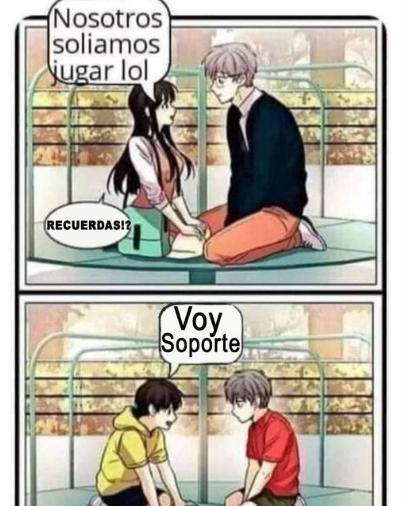 Nosotros
soliamos
jugar lol
RECUERDAS!?
Voy
Soporte